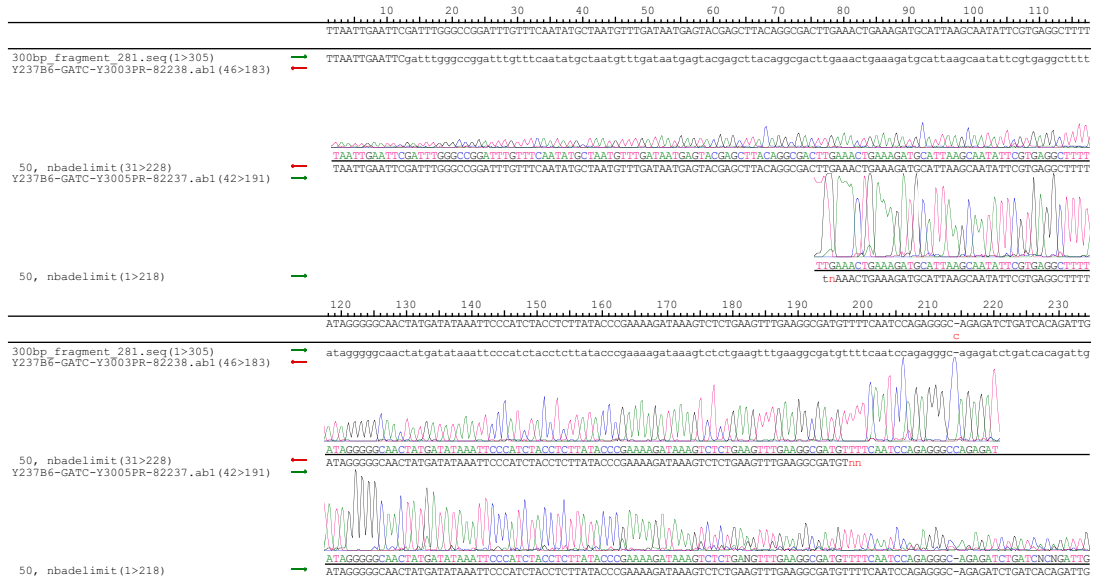 10 20 30 40 50 60 70 80 90 100 110
TTAATTGAATTCGATTTGGGCCGGATTTGTTTCAATATGCTAATGTTTGATAATGAGTACGAGCTTACAGGCGACTTGAAACTGAAAGATGCATTAAGCAATATTCGTGAGGCTTTT
300bp_fragment_281.seq(1>305) → TTAATTGAATTCgatttgggccggatttgtttcaatatgctaatgtttgataatgagtacgagcttacaggcgacttgaaactgaaagatgcattaagcaatattcgtgaggctttt
Y237B6-GATC-Y3003PR-82238.ab1(46>183) ←
TAATTGAATTCGATTTGGGCCGGATTTGTTTCAATATGCTAATGTTTGATAATGAGTACGAGCTTACAGGCGACTTGAAACTGAAAGATGCATTAAGCAATATTCGTGAGGCTTTT
50, nbadelimit(31>228) ← TAATTGAATTCGATTTGGGCCGGATTTGTTTCAATATGCTAATGTTTGATAATGAGTACGAGCTTACAGGCGACTTGAAACTGAAAGATGCATTAAGCAATATTCGTGAGGCTTTT
Y237B6-GATC-Y3005PR-82237.ab1(42>191) →
TTGAAACTGAAAGATGCATTAAGCAATATTCGTGAGGCTTTT
50, nbadelimit(1>218) → tnAAACTGAAAGATGCATTAAGCAATATTCGTGAGGCTTTT
120 130 140 150 160 170 180 190 200 210 220 230
ATAGGGGGCAACTATGATATAAATTCCCATCTACCTCTTATACCCGAAAAGATAAAGTCTCTGAAGTTTGAAGGCGATGTTTTCAATCCAGAGGGC-AGAGATCTGATCACAGATTG
c
300bp_fragment_281.seq(1>305) → atagggggcaactatgatataaattcccatctacctcttatacccgaaaagataaagtctctgaagtttgaaggcgatgttttcaatccagagggc-agagatctgatcacagattg
Y237B6-GATC-Y3003PR-82238.ab1(46>183) ←
ATAGGGGGCAACTATGATATAAATTCCCATCTACCTCTTATACCCGAAAAGATAAAGTCTCTGAAGTTTGAAGGCGATGTTTTCAATCCAGAGGGCCAGAGAT
50, nbadelimit(31>228) ← ATAGGGGGCAACTATGATATAAATTCCCATCTACCTCTTATACCCGAAAAGATAAAGTCTCTGAAGTTTGAAGGCGATGTnn
Y237B6-GATC-Y3005PR-82237.ab1(42>191) →
ATAGGGGGCAACTATGATATAAATTCCCATCTACCTCTTATACCCGAAAAGATAAAGTCTCTGANGTTTGAAGGCGATGTTTTCAATCCAGAGGGC-AGAGATCTGATCNCNGATTG
50, nbadelimit(1>218) → ATAGGGGGCAACTATGATATAAATTCCCATCTACCTCTTATACCCGAAAAGATAAAGTCTCTGAAGTTTGAAGGCGATGTTTTCAATCCAGAGGGC-AGAGATCTGATCACAGATTG